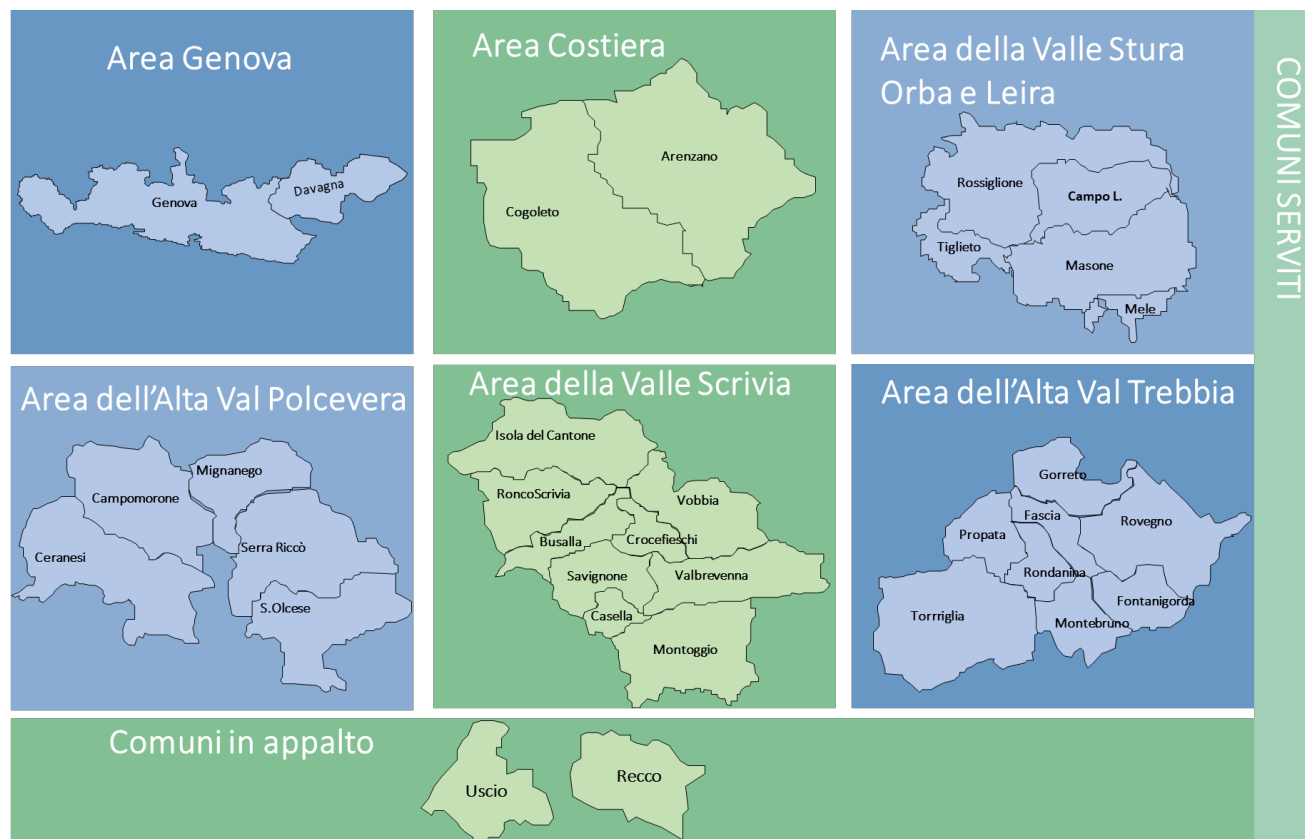 Area Genova
Genova
Davagna
Area Costiera
Arenzano
Cogoleto
Area della Valle Stura
Orba e Leira
Rossiglione
Campo L.
Tiglieto
Masone
Mele
COMUNI SERVITI
Area dell'Alta Val Polcevera
Mignanego
Campomorone
Ceranesi
Serra Riccò
S.Olcese
Area della Valle Scrivia
Isola del Cantone
RoncoScrivia
Vobbia
Busalla
Crocefieschi
Savignone
Valbrevenna
Casella
Montoggio
Area dell'Alta Val Trebbia
Gorreto
Fascia
Rovegno
Propata
Rondanina
Fontanigorda
Torrriglia
Montebruno
Comuni in appalto
Uscio
Recco